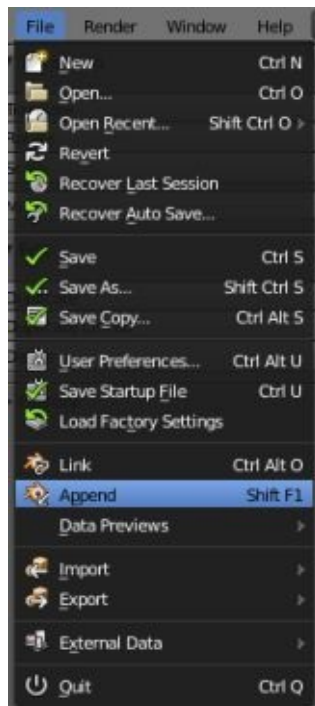 File Render Window Help
New Ctrl N
Open... Ctrl O
Open Recent... Shift Ctrl O
Revert
Recover Last Session
Recover Auto Save...
Save Ctrl S
Save As... Shift Ctrl S
Save Copy... Ctrl Alt S
User Preferences... Ctrl Alt U
Save Startup File Ctrl U
Load Factory Settings
Link Ctrl Alt O
Append Shift F1
Data Previews
Import
Export
External Data
Quit Ctrl Q